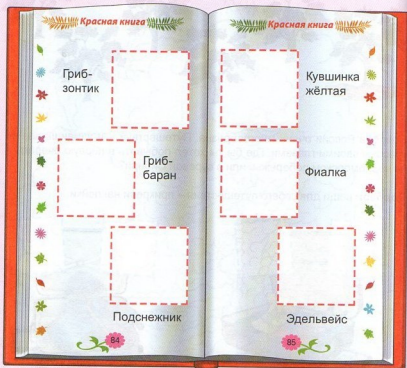 Красная книга
Гриб-
зонтик
Гриб-
баран
Подснежник
84
Красная книга
Кувшинка
жёлтая
Фиалка
Эдельвейс
85